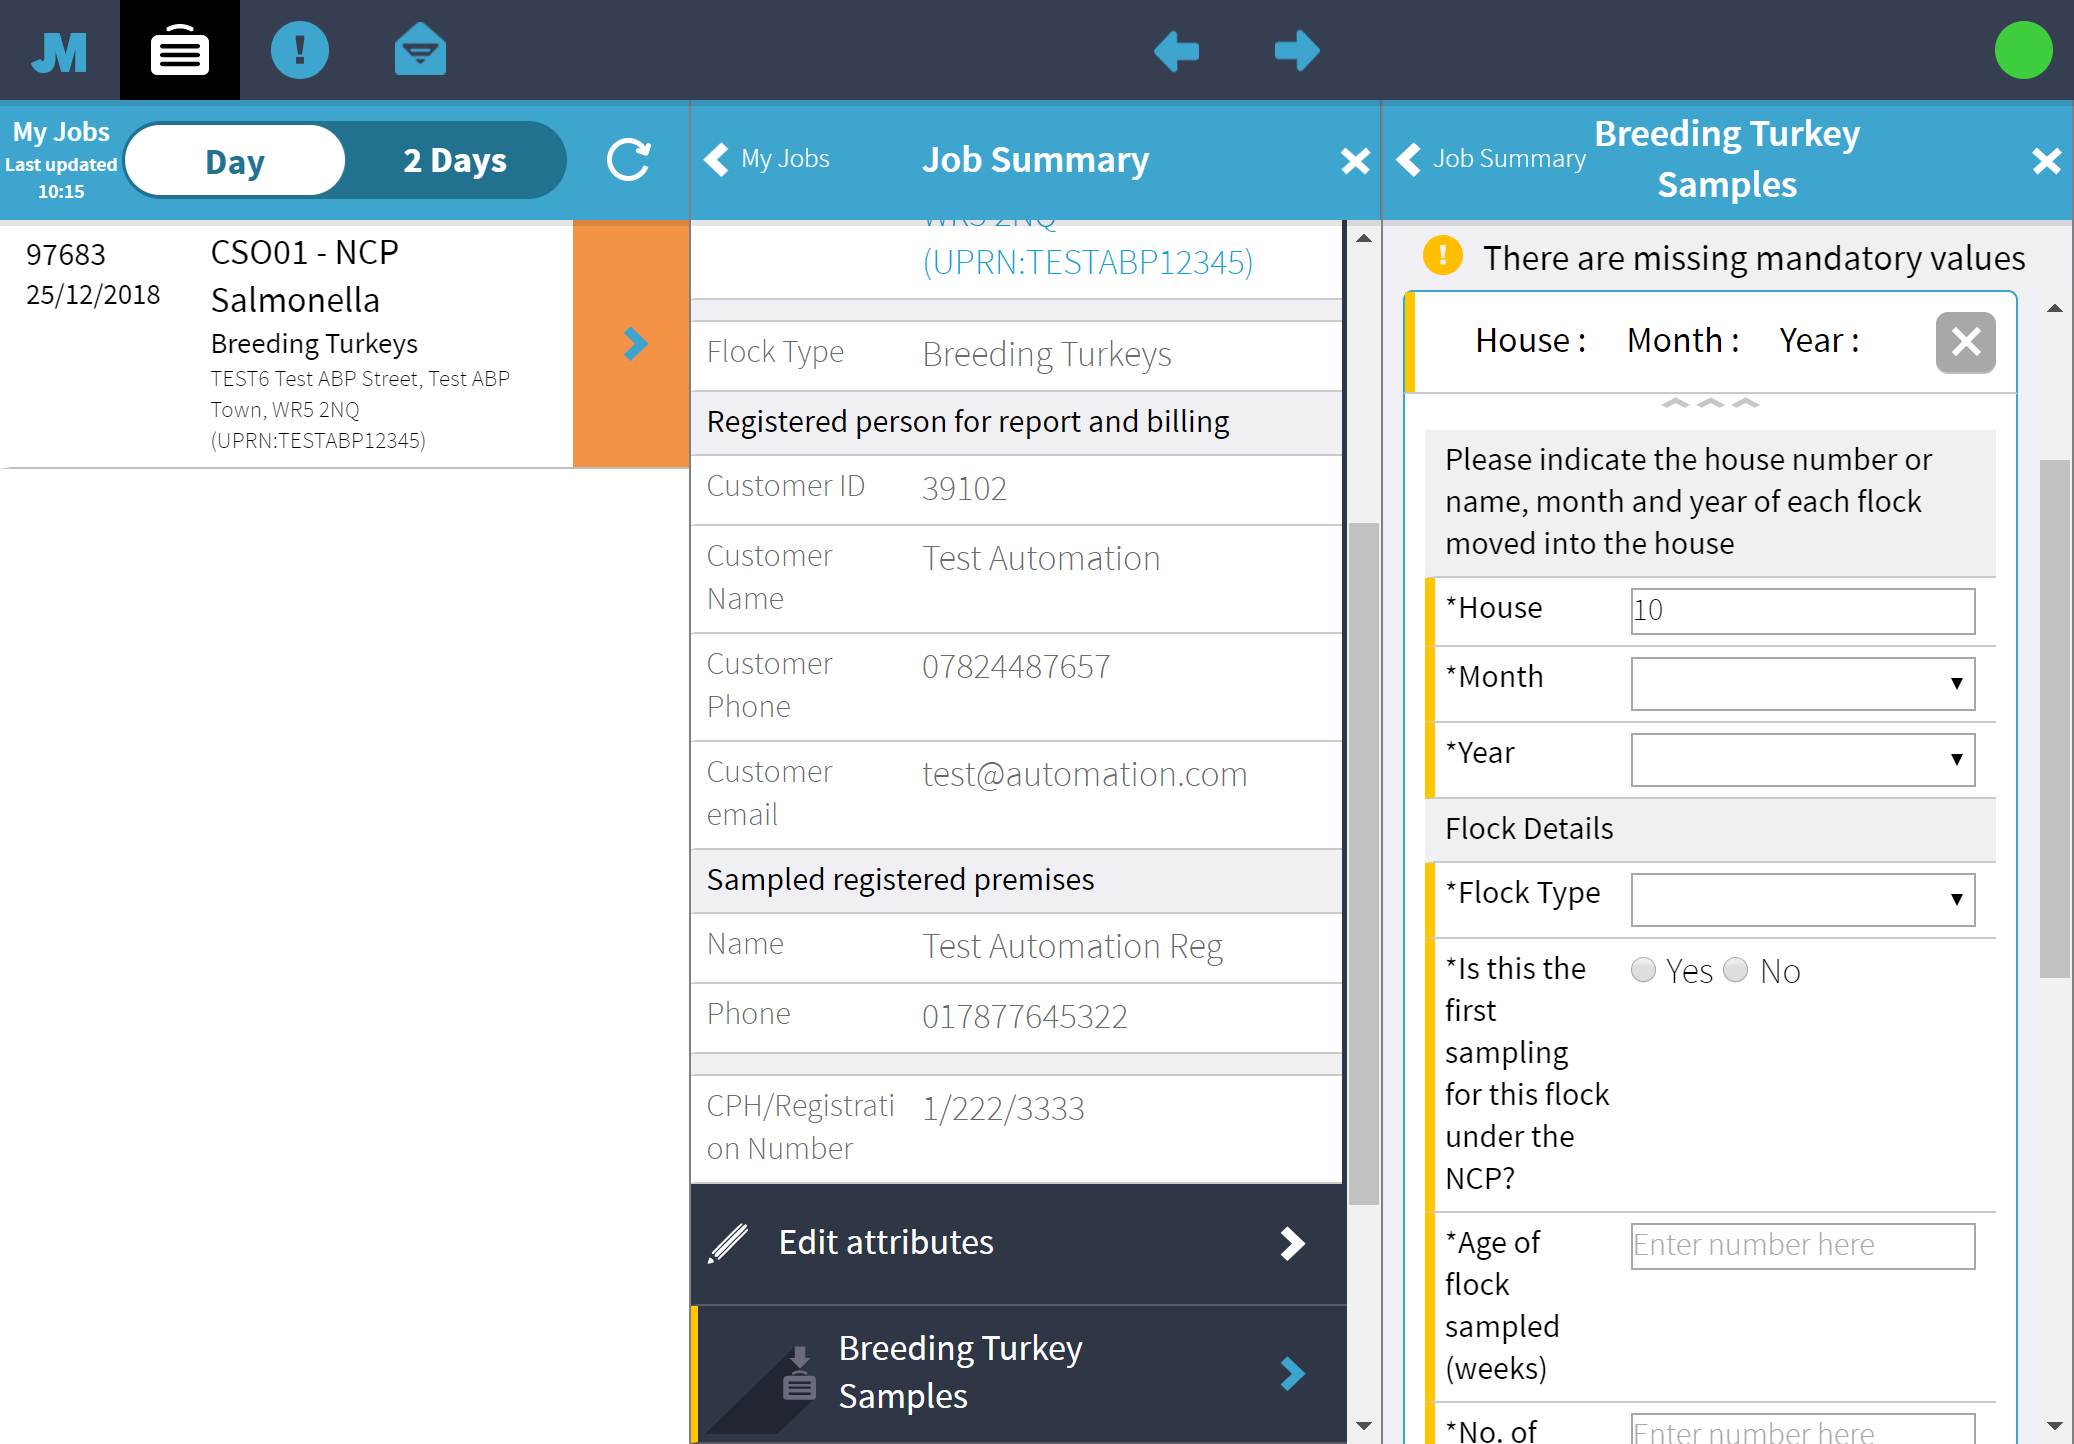 JM
My Jobs
Last updated
10:15
Day
2 Days
My Jobs
Job Summary
Job Summary
Breeding Turkey
Samples
97683
25/12/2018
CSO01 - NCP
Salmonella
Breeding Turkeys
TEST6 Test ABP Street, Test ABP
Town, WR5 2NQ
(UPRN:TESTABP12345)
WR5 2NQ
(UPRN:TESTABP12345)
Flock Type
Breeding Turkeys
Registered person for report and billing
Customer ID
39102
Customer
Name
Test Automation
Customer
Phone
07824487657
Customer
email
test@automation.com
Sampled registered premises
Name
Test Automation Reg
Phone
017877645322
CPH/Registrati
on Number
1/222/3333
Edit attributes
Breeding Turkey
Samples
There are missing mandatory values
House : Month : Year :
Please indicate the house number or
name, month and year of each flock
moved into the house
*House
10
*Month
*Year
Flock Details
*Flock Type
*Is this the
first
sampling
for this flock
under the
NCP?
Yes No
*Age of
flock
sampled
(weeks)
Enter number here
*No. of
Enter number here